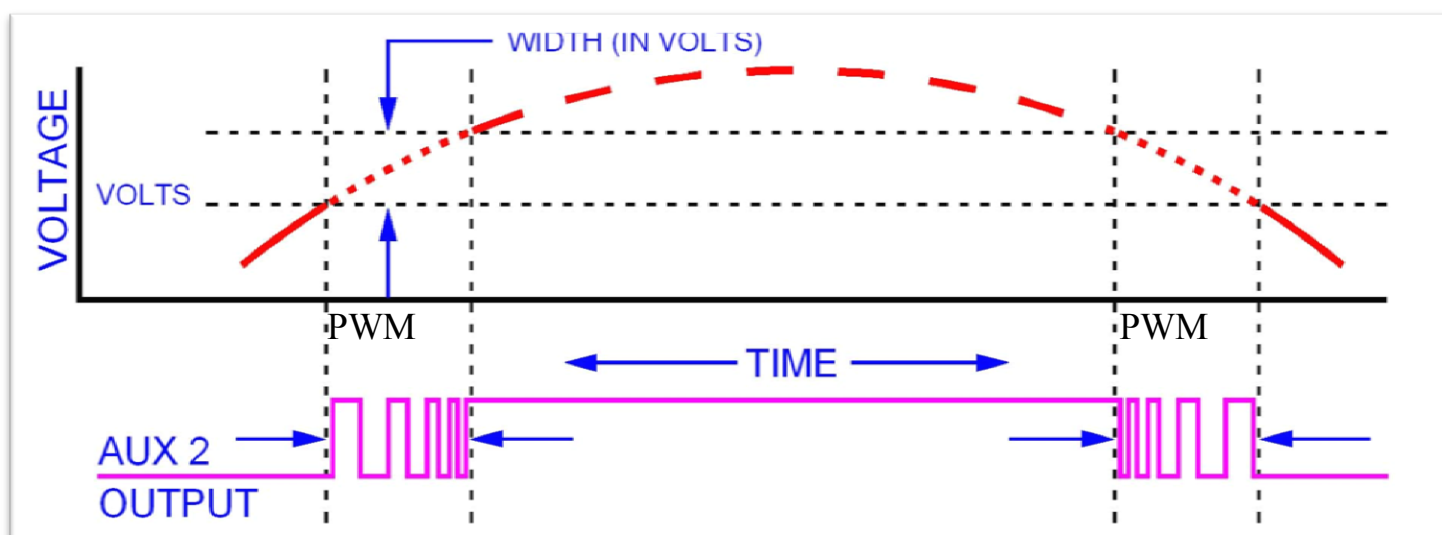 WIDTH (IN VOLTS)
VOLTAGE
VOLTS
PWM
PWM
TIME
AUX 2
OUTPUT